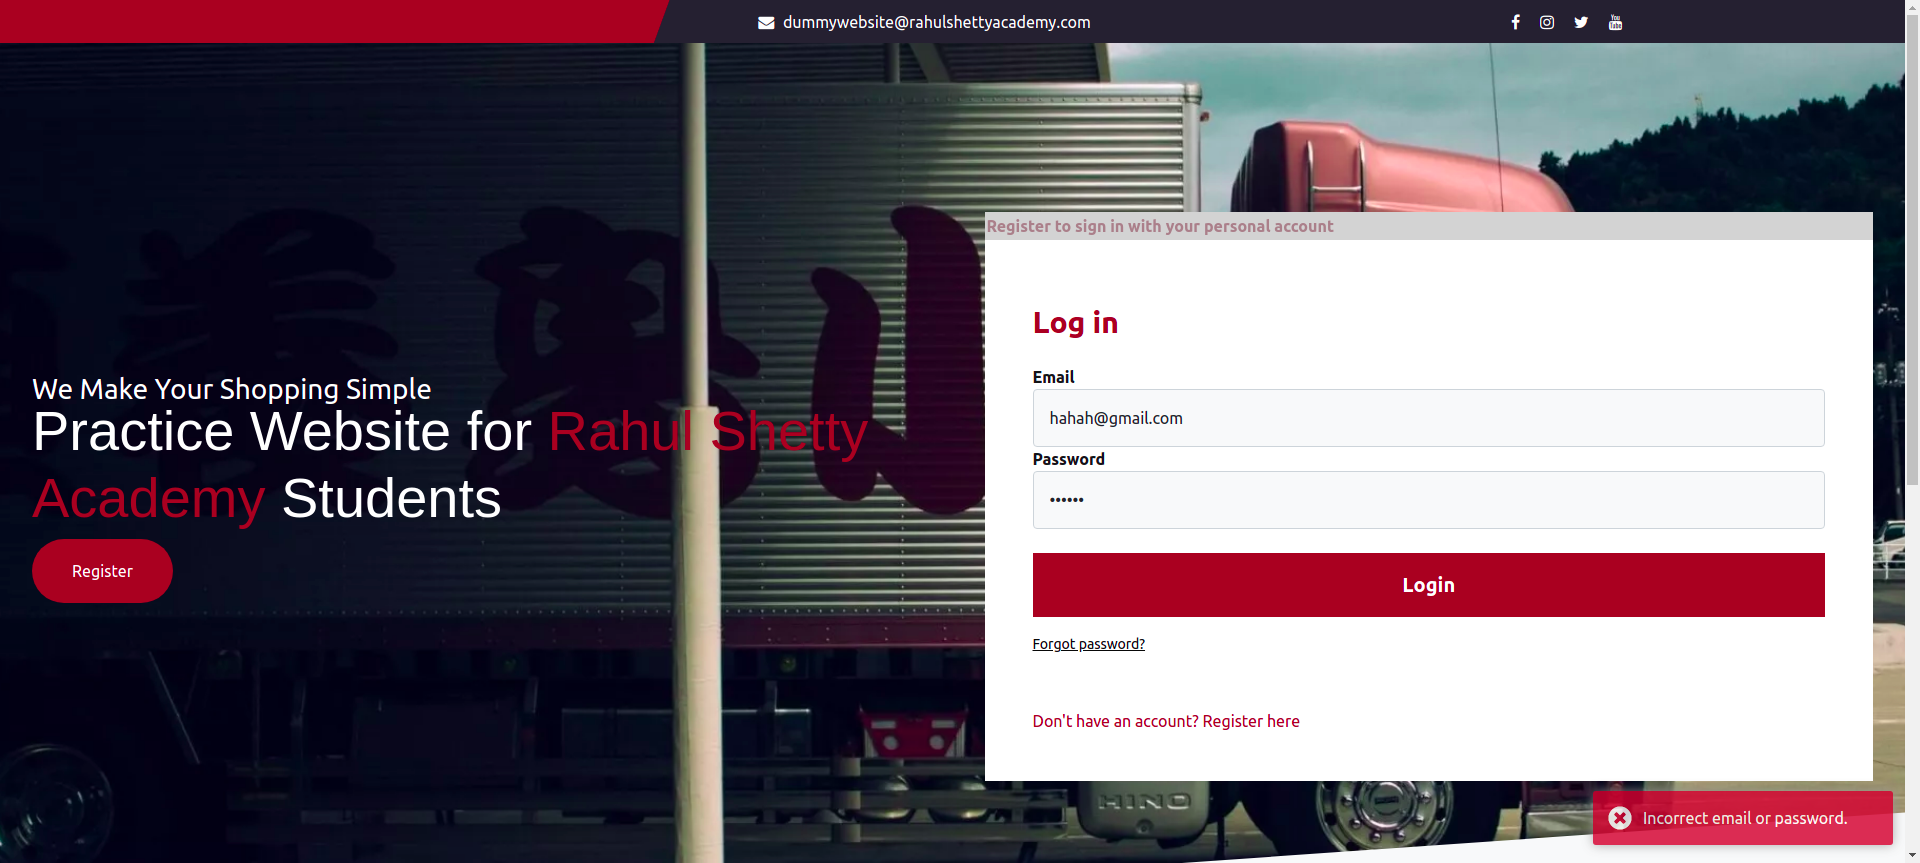 dummywebsite@rahulshettyacademy.com
Register to sign in with your personal account
Log in
Email
hahah@gmail.com
Password
••••••
Login
Forgot password?
Don't have an account? Register here
We Make Your Shopping Simple
Practice Website for Rahul Shetty
Academy Students
Register
HINO
Incorrect email or password.